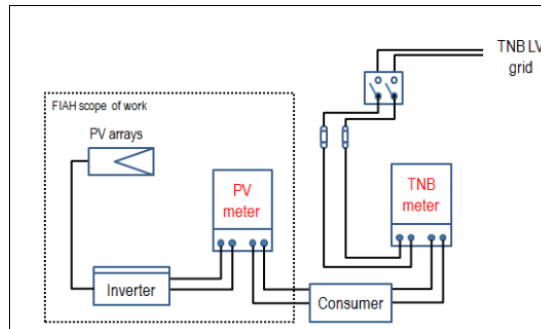 TNB LV
grid
FIAH scope of work
PV arrays
PV
meter
TNB
meter
Inverter
Consumer